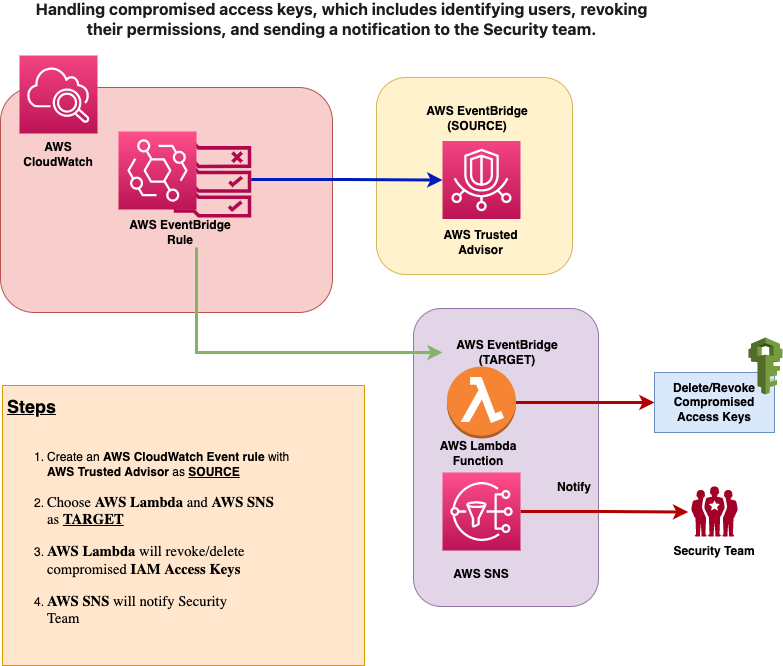 Handling compromised access keys, which includes identifying users, revoking
their permissions, and sending a notification to the Security team.
AWS
CloudWatch
AWS EventBridge
Rule
AWS EventBridge
(SOURCE)
AWS Trusted
Advisor
AWS EventBridge
(TARGET)
AWS Lambda
Function
Delete/Revoke
Compromised
Access Keys
Notify
AWS SNS
Security Team
Steps
1. Create an AWS CloudWatch Event rule with
AWS Trusted Advisor as SOURCE
2. Choose AWS Lambda and AWS SNS
as TARGET
3. AWS Lambda will revoke/delete
compromised IAM Access Keys
4. AWS SNS will notify Security
Team